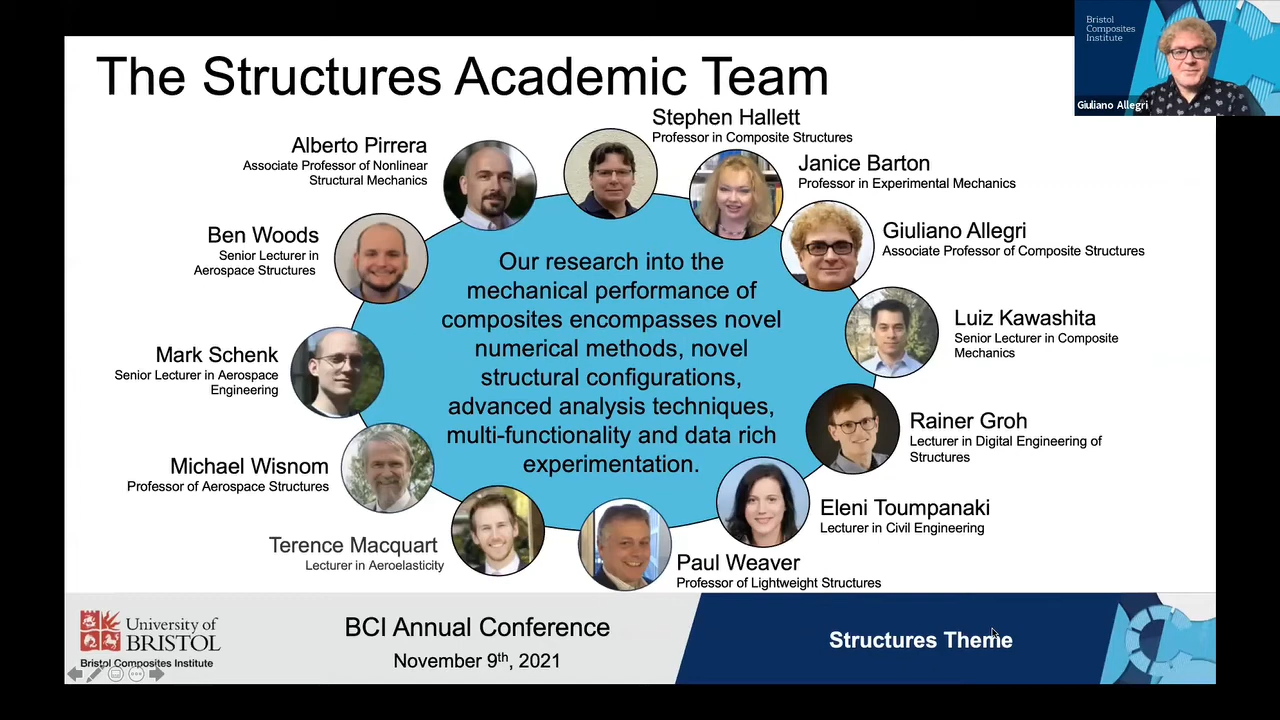 Bristol
Composites
Institute
Giuliano Allegri
The Structures Academic Team
Stephen Hallett
Professor in Composite Structures
Alberto Pirrera
Associate Professor of Nonlinear
Structural Mechanics
Janice Barton
Professor in Experimental Mechanics
Ben Woods
Senior Lecturer in
Aerospace Structures
Giuliano Allegri
Associate Professor of Composite Structures
Our research into the
mechanical performance of
composites encompasses novel
numerical methods, novel
structural configurations,
advanced analysis techniques,
multi-functionality and data rich
experimentation.
Luiz Kawashita
Senior Lecturer in Composite
Mechanics
Mark Schenk
Senior Lecturer in Aerospace
Engineering
Rainer Groh
Lecturer in Digital Engineering of
Structures
Michael Wisnom
Professor of Aerospace Structures
Eleni Toumpanaki
Lecturer in Civil Engineering
Terence Macquart
Lecturer in Aeroelasticity
Paul Weaver
Professor of Lightweight Structures
University of
BRISTOL
Bristol Composites Institute
BCI Annual Conference
November 9th, 2021
Structures Theme